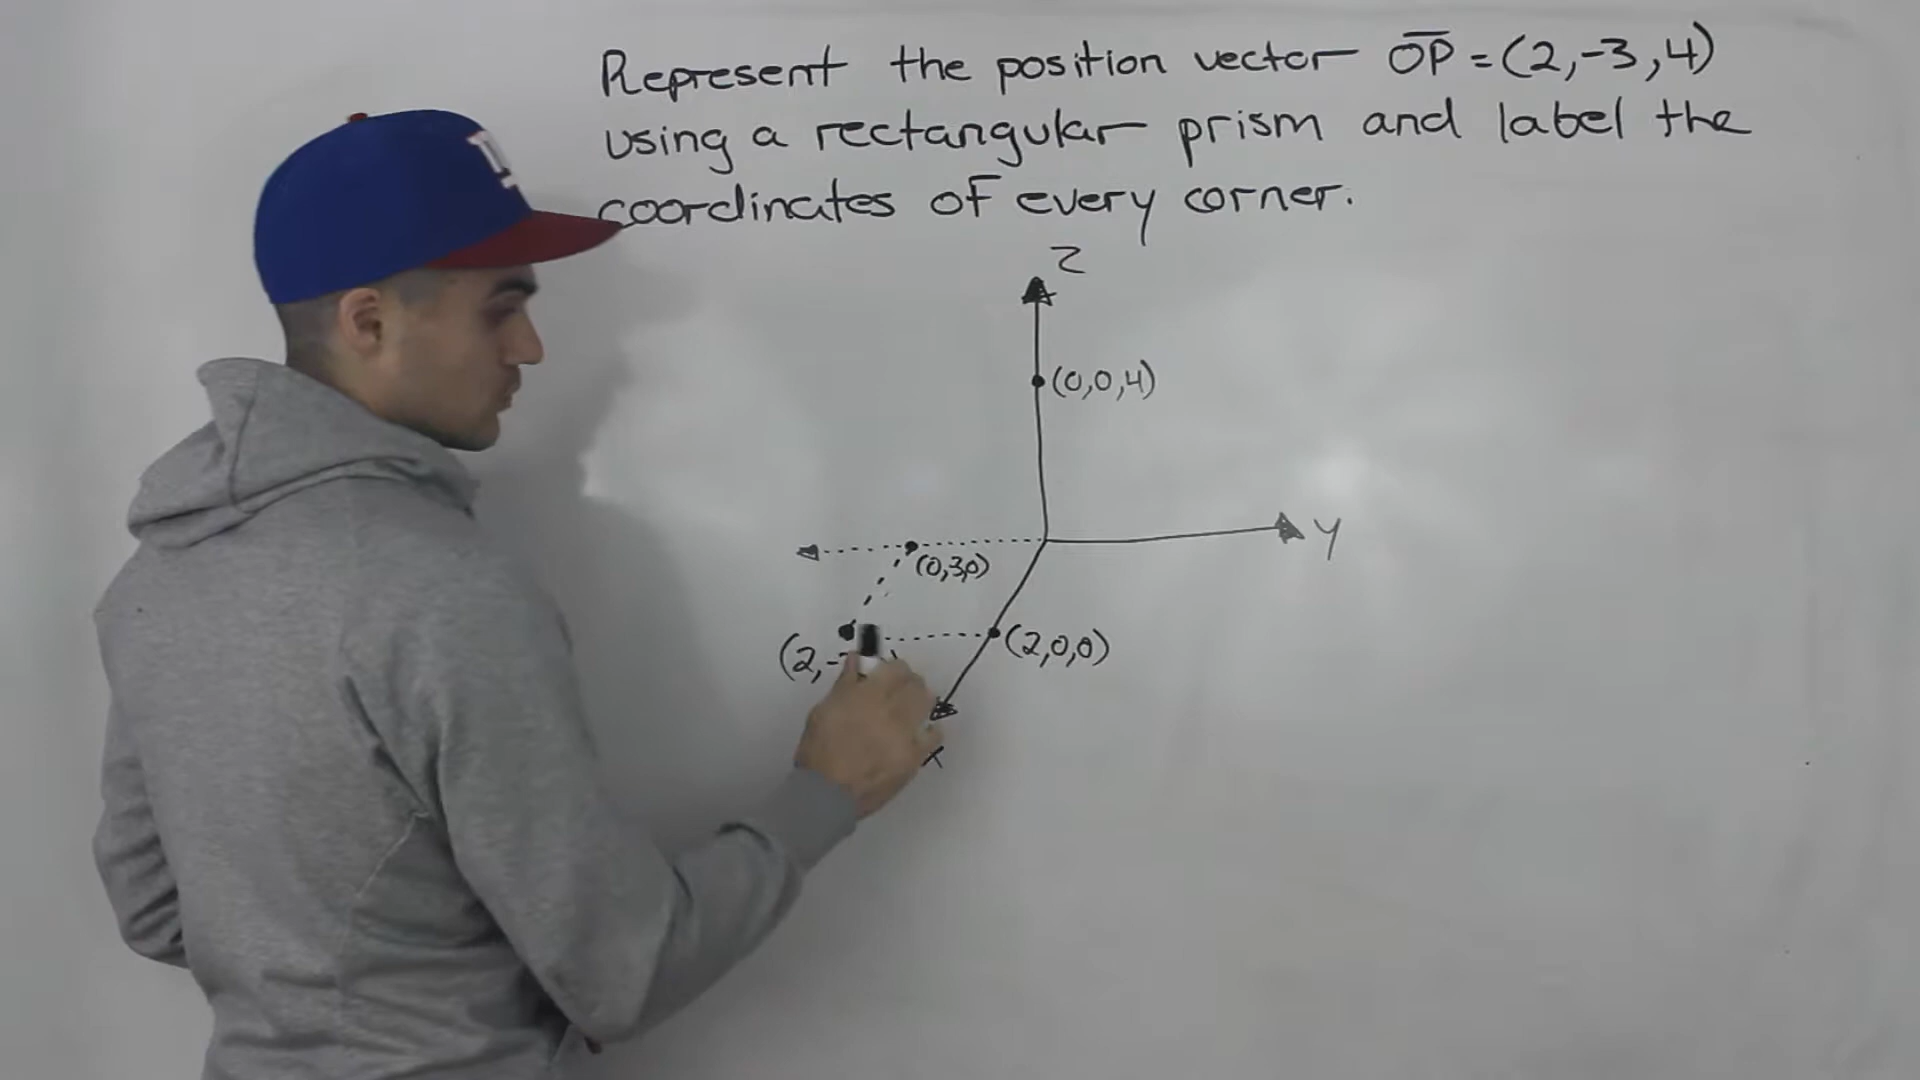 Represent the position vector OP = (2,-3,4)
using a rectangular prism and label the
coordinates of every corner.
Z
(0,0,4)
Y
(0,3,0)
(2,0,0)
(2,-
x